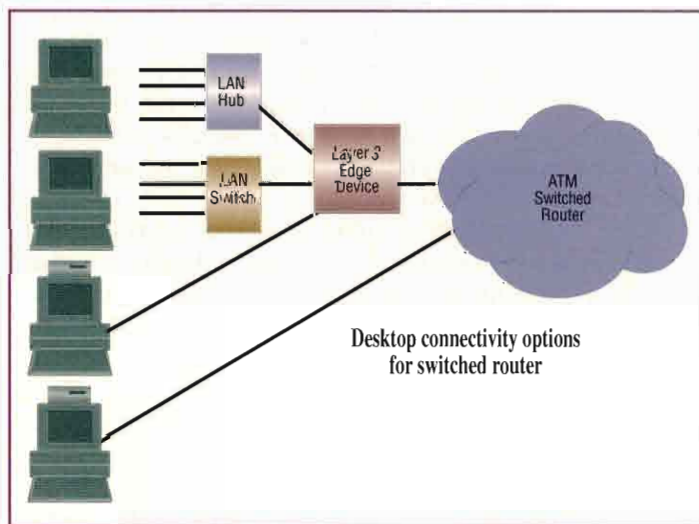 LAN
Hub
LAN
Switch
Layer 3
Edge
Device
ATM
Switched
Router
Desktop connectivity options
for switched router